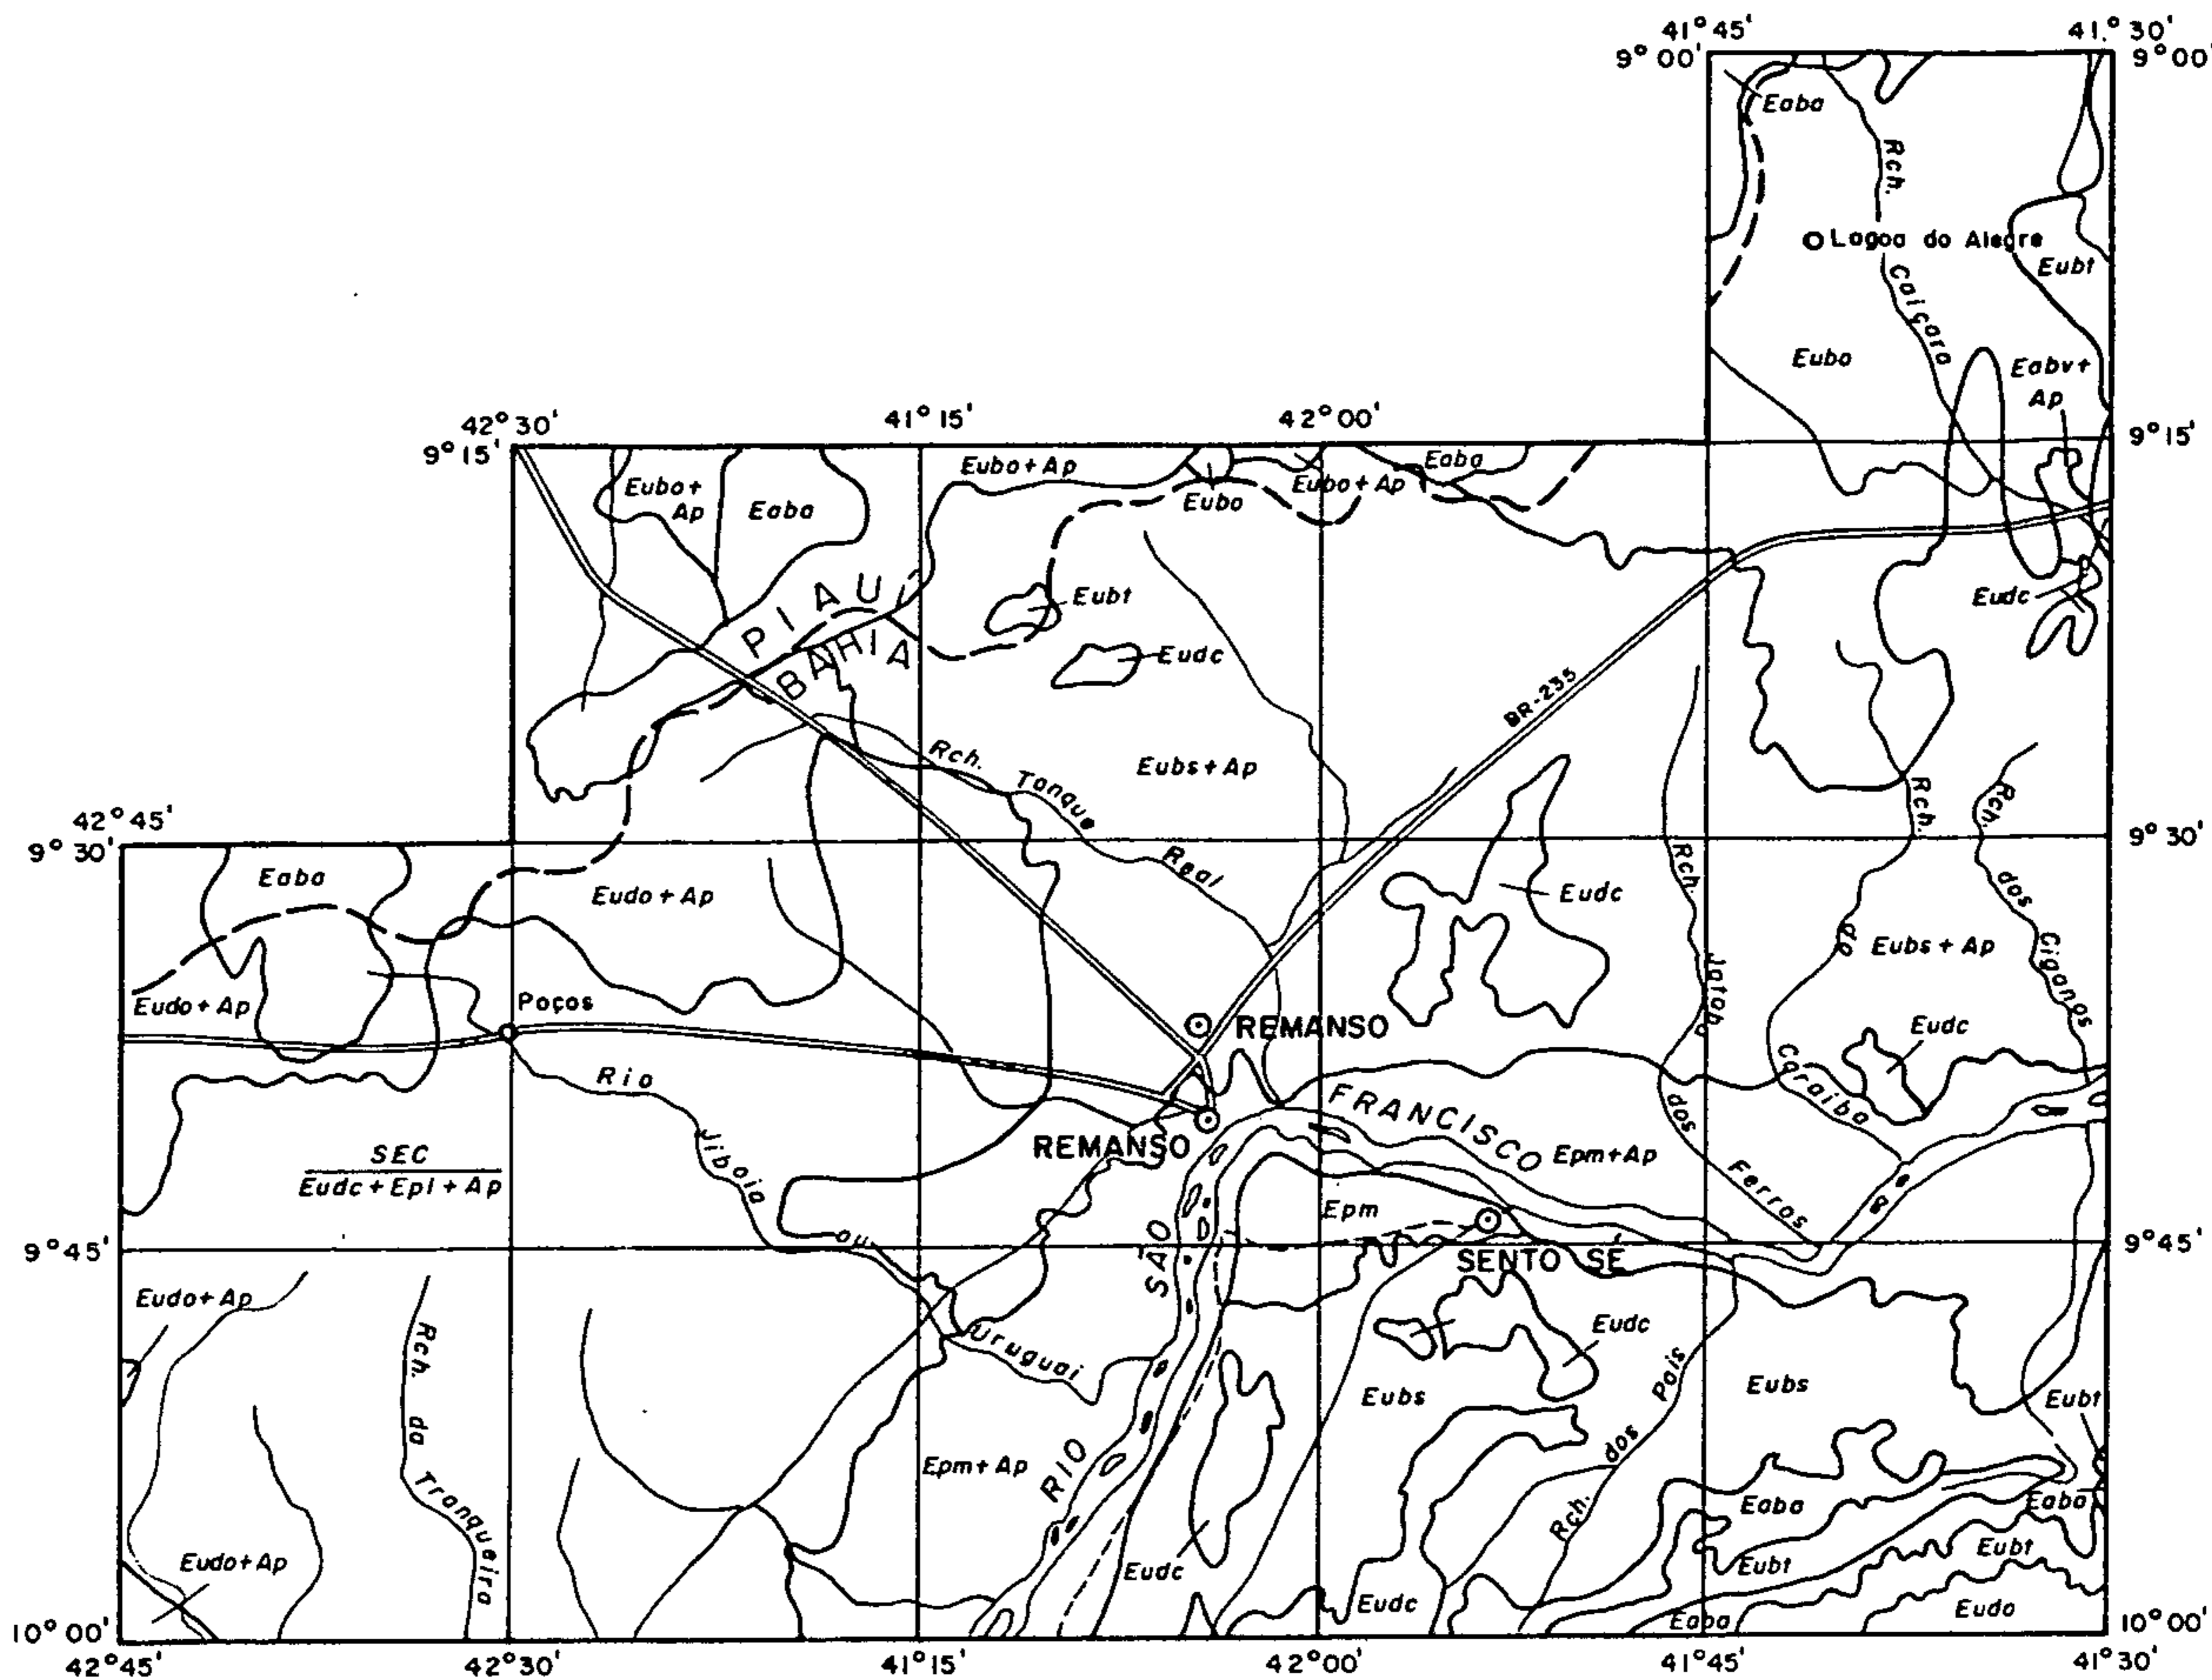 41°45'
41°30'
9°00'
9°00'
Eaba
Rch.
Lagoa do Alegre
Eubt
Caiçara
Eubo
Eabv+
Ap
42°30'
41°15'
42°00'
9°15'
9°15'
Eubo+
Ap
Eaba
Eubo+Ap
Eubo
Eubo+Ap
Eaba
PIAUÍ
BAHIA
Eubt
Eudc
Eudc
BR-235
Rch.
Tanque
Real
Eubs+Ap
42°45'
9°30'
9°30'
Eaba
Eudo+Ap
Eudc
Rch.
Jatobá
dos
Ferros
Rch.
do
Caraiba
Rch.
dos
Ciganos
Eubs+Ap
Eudo+Ap
Poços
REMANSO
Eudc
Rio
Jiboia
ou
Uruguai
FRANCISCO
REMANSO
Epm+Ap
SEC
Eudc+Epl+Ap
Epm
SÃO
RIO
9°45'
9°45'
SENTO SÉ
Eudo+Ap
Rch.
da
Tranqueira
Eudc
Eubs
Rch.
dos
Pais
Eubs
Eubt
Epm+Ap
Eaba
Eaba
Eudo+Ap
Eudc
Eubt
Eubt
Eudc
Eaba
Eudo
10°00'
10°00'
42°45'
42°30'
41°15'
42°00'
41°45'
41°30'